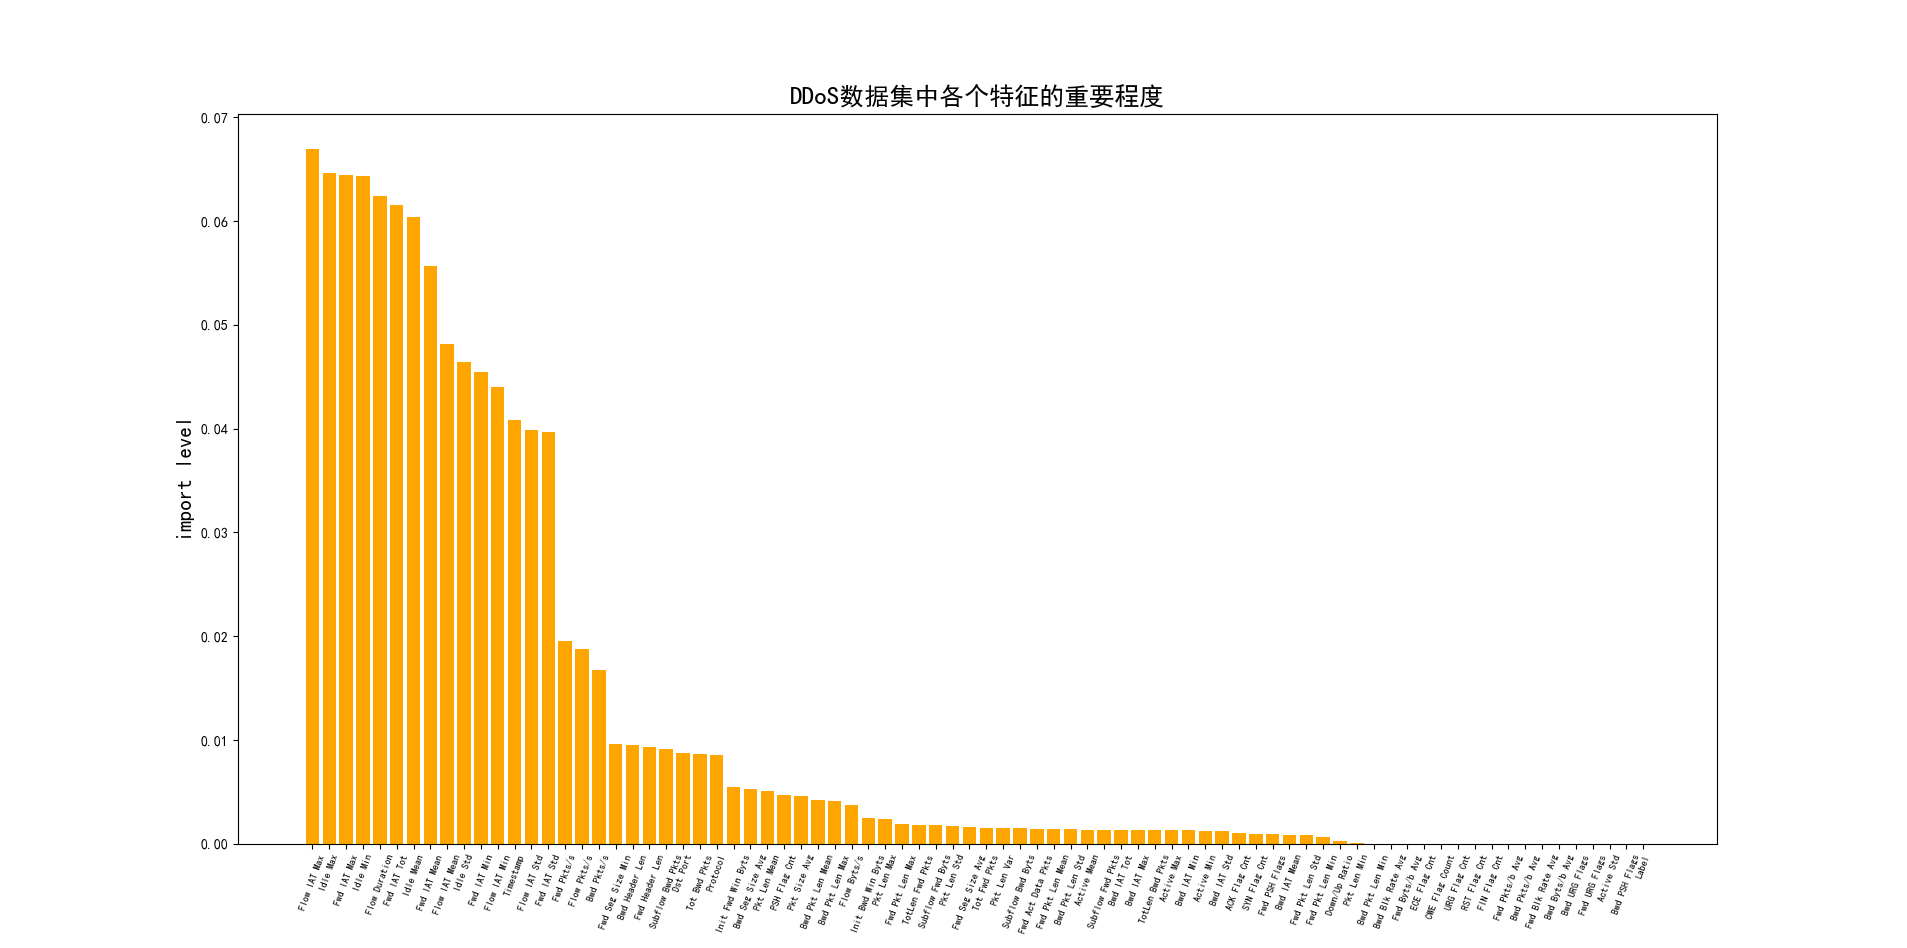 DDoS数据集中各个特征的重要程度
import level
0.07
0.06
0.05
0.04
0.03
0.02
0.01
0.00
Flow IAT Max
Idle Max
Fwd IAT Max
Idle Min
Flow Duration
Fwd IAT Tot
Idle Mean
Fwd IAT Mean
Flow IAT Mean
Idle Std
Fwd IAT Min
Flow IAT Min
Timestamp
Flow IAT Std
Fwd IAT Std
Fwd Pkts/s
Flow Pkts/s
Bwd Pkts/s
Fwd Seg Size Min
Bwd Header Len
Fwd Header Len
Subflow Bwd Pkts
Dst Port
Tot Bwd Pkts
Protocol
Init Fwd Win Byts
Bwd Seg Size Avg
Pkt Len Mean
PSH Flag Cnt
Pkt Size Avg
Bwd Pkt Len Mean
Bwd Pkt Len Max
Flow Byts/s
Init Bwd Win Byts
Pkt Len Max
Fwd Pkt Len Max
TotLen Fwd Pkts
Subflow Fwd Byts
Pkt Len Std
Fwd Seg Size Avg
Tot Fwd Pkts
Pkt Len Var
Subflow Bwd Byts
Fwd Act Data Pkts
Fwd Pkt Len Mean
Bwd Pkt Len Std
Active Mean
Subflow Fwd Pkts
Bwd IAT Tot
Bwd IAT Max
TotLen Bwd Pkts
Active Max
Bwd IAT Min
Active Min
Bwd IAT Std
ACK Flag Cnt
SYN Flag Cnt
Fwd PSH Flags
Bwd IAT Mean
Fwd Pkt Len Std
Fwd Pkt Len Min
Down/Up Ratio
Pkt Len Min
Bwd Pkt Len Min
Bwd Blk Rate Avg
Fwd Byts/b Avg
ECE Flag Cnt
CWE Flag Count
URG Flag Cnt
RST Flag Cnt
FIN Flag Cnt
Fwd Pkts/b Avg
Bwd Pkts/b Avg
Fwd Blk Rate Avg
Bwd Byts/b Avg
Bwd URG Flags
Fwd URG Flags
Active Std
Bwd PSH Flags
Label